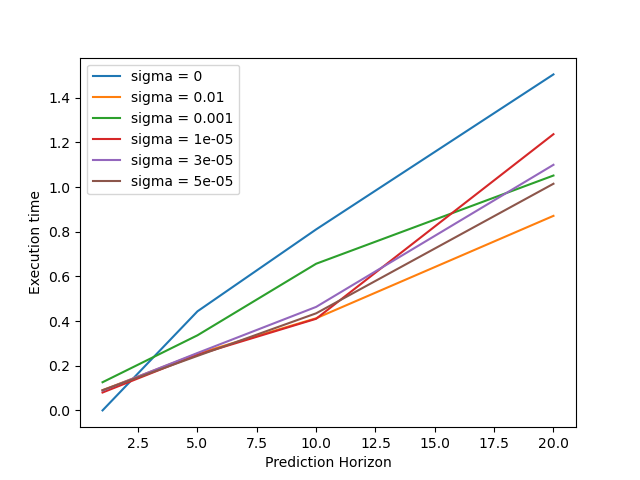 sigma = 0
sigma = 0.01
sigma = 0.001
sigma = 1e-05
sigma = 3e-05
sigma = 5e-05
Execution time
1.4
1.2
1.0
0.8
0.6
0.4
0.2
0.0
2.5 5.0 7.5 10.0 12.5 15.0 17.5 20.0
Prediction Horizon